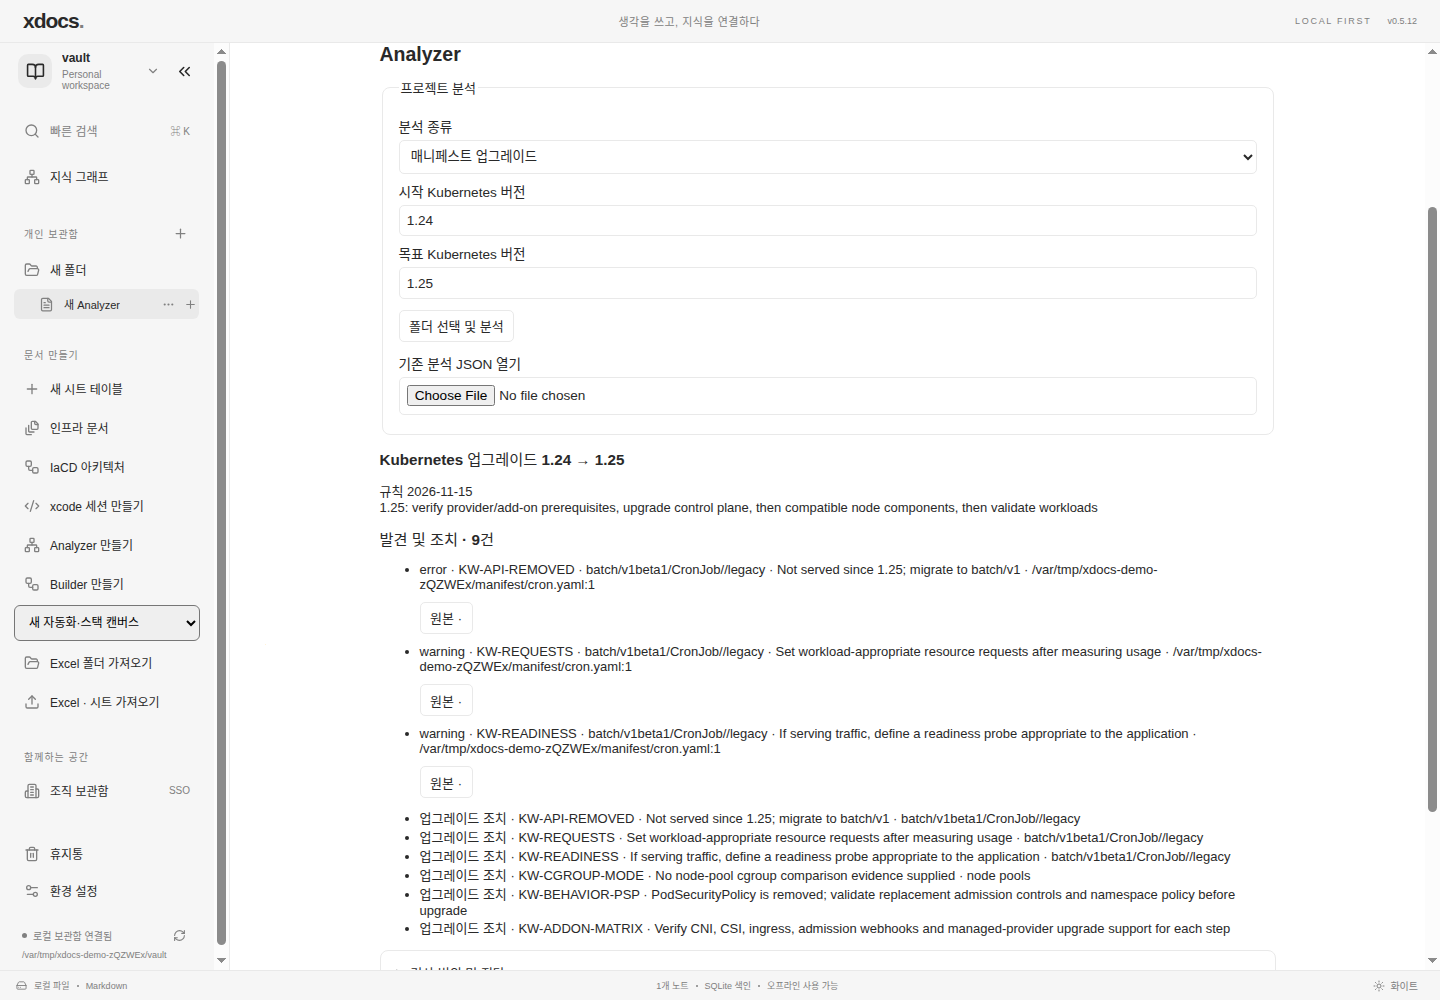 xdocs.
생각을 쓰고, 지식을 연결하다
LOCAL FIRST v0.5.12
vault
Personal
workspace
빠른 검색 ⌘ K
지식 그래프
개인 보관함
새 폴더
새 Analyzer
문서 만들기
새 시트 테이블
인프라 문서
IaCD 아키텍처
xcode 세션 만들기
Analyzer 만들기
Builder 만들기
새 자동화·스택 캔버스
Excel 폴더 가져오기
Excel · 시트 가져오기
함께하는 공간
조직 보관함 SSO
휴지통
환경 설정
로컬 보관함 연결됨
/var/tmp/xdocs-demo-zQZWEx/vault
Analyzer
프로젝트 분석
분석 종류
매니페스트 업그레이드
시작 Kubernetes 버전
1.24
목표 Kubernetes 버전
1.25
폴더 선택 및 분석
기존 분석 JSON 열기
Choose File No file chosen
Kubernetes 업그레이드 1.24 → 1.25
규칙 2026-11-15
1.25: verify provider/add-on prerequisites, upgrade control plane, then compatible node components, then validate workloads
발견 및 조치 · 9건
error · KW-API-REMOVED · batch/v1beta1/CronJob//legacy · Not served since 1.25; migrate to batch/v1 · /var/tmp/xdocs-demo-
zQZWEx/manifest/cron.yaml:1
원본 ·
warning · KW-REQUESTS · batch/v1beta1/CronJob//legacy · Set workload-appropriate resource requests after measuring usage · /var/tmp/xdocs-
demo-zQZWEx/manifest/cron.yaml:1
원본 ·
warning · KW-READINESS · batch/v1beta1/CronJob//legacy · If serving traffic, define a readiness probe appropriate to the application ·
/var/tmp/xdocs-demo-zQZWEx/manifest/cron.yaml:1
원본 ·
업그레이드 조치 · KW-API-REMOVED · Not served since 1.25; migrate to batch/v1 · batch/v1beta1/CronJob//legacy
업그레이드 조치 · KW-REQUESTS · Set workload-appropriate resource requests after measuring usage · batch/v1beta1/CronJob//legacy
업그레이드 조치 · KW-READINESS · If serving traffic, define a readiness probe appropriate to the application · batch/v1beta1/CronJob//legacy
업그레이드 조치 · KW-CGROUP-MODE · No node-pool cgroup comparison evidence supplied · node pools
업그레이드 조치 · KW-BEHAVIOR-PSP · PodSecurityPolicy is removed; validate replacement admission controls and namespace policy before
upgrade
업그레이드 조치 · KW-ADDON-MATRIX · Verify CNI, CSI, ingress, admission webhooks and managed-provider upgrade support for each step
로컬 파일 · Markdown
1개 노트 · SQLite 색인 · 오프라인 사용 가능
화이트